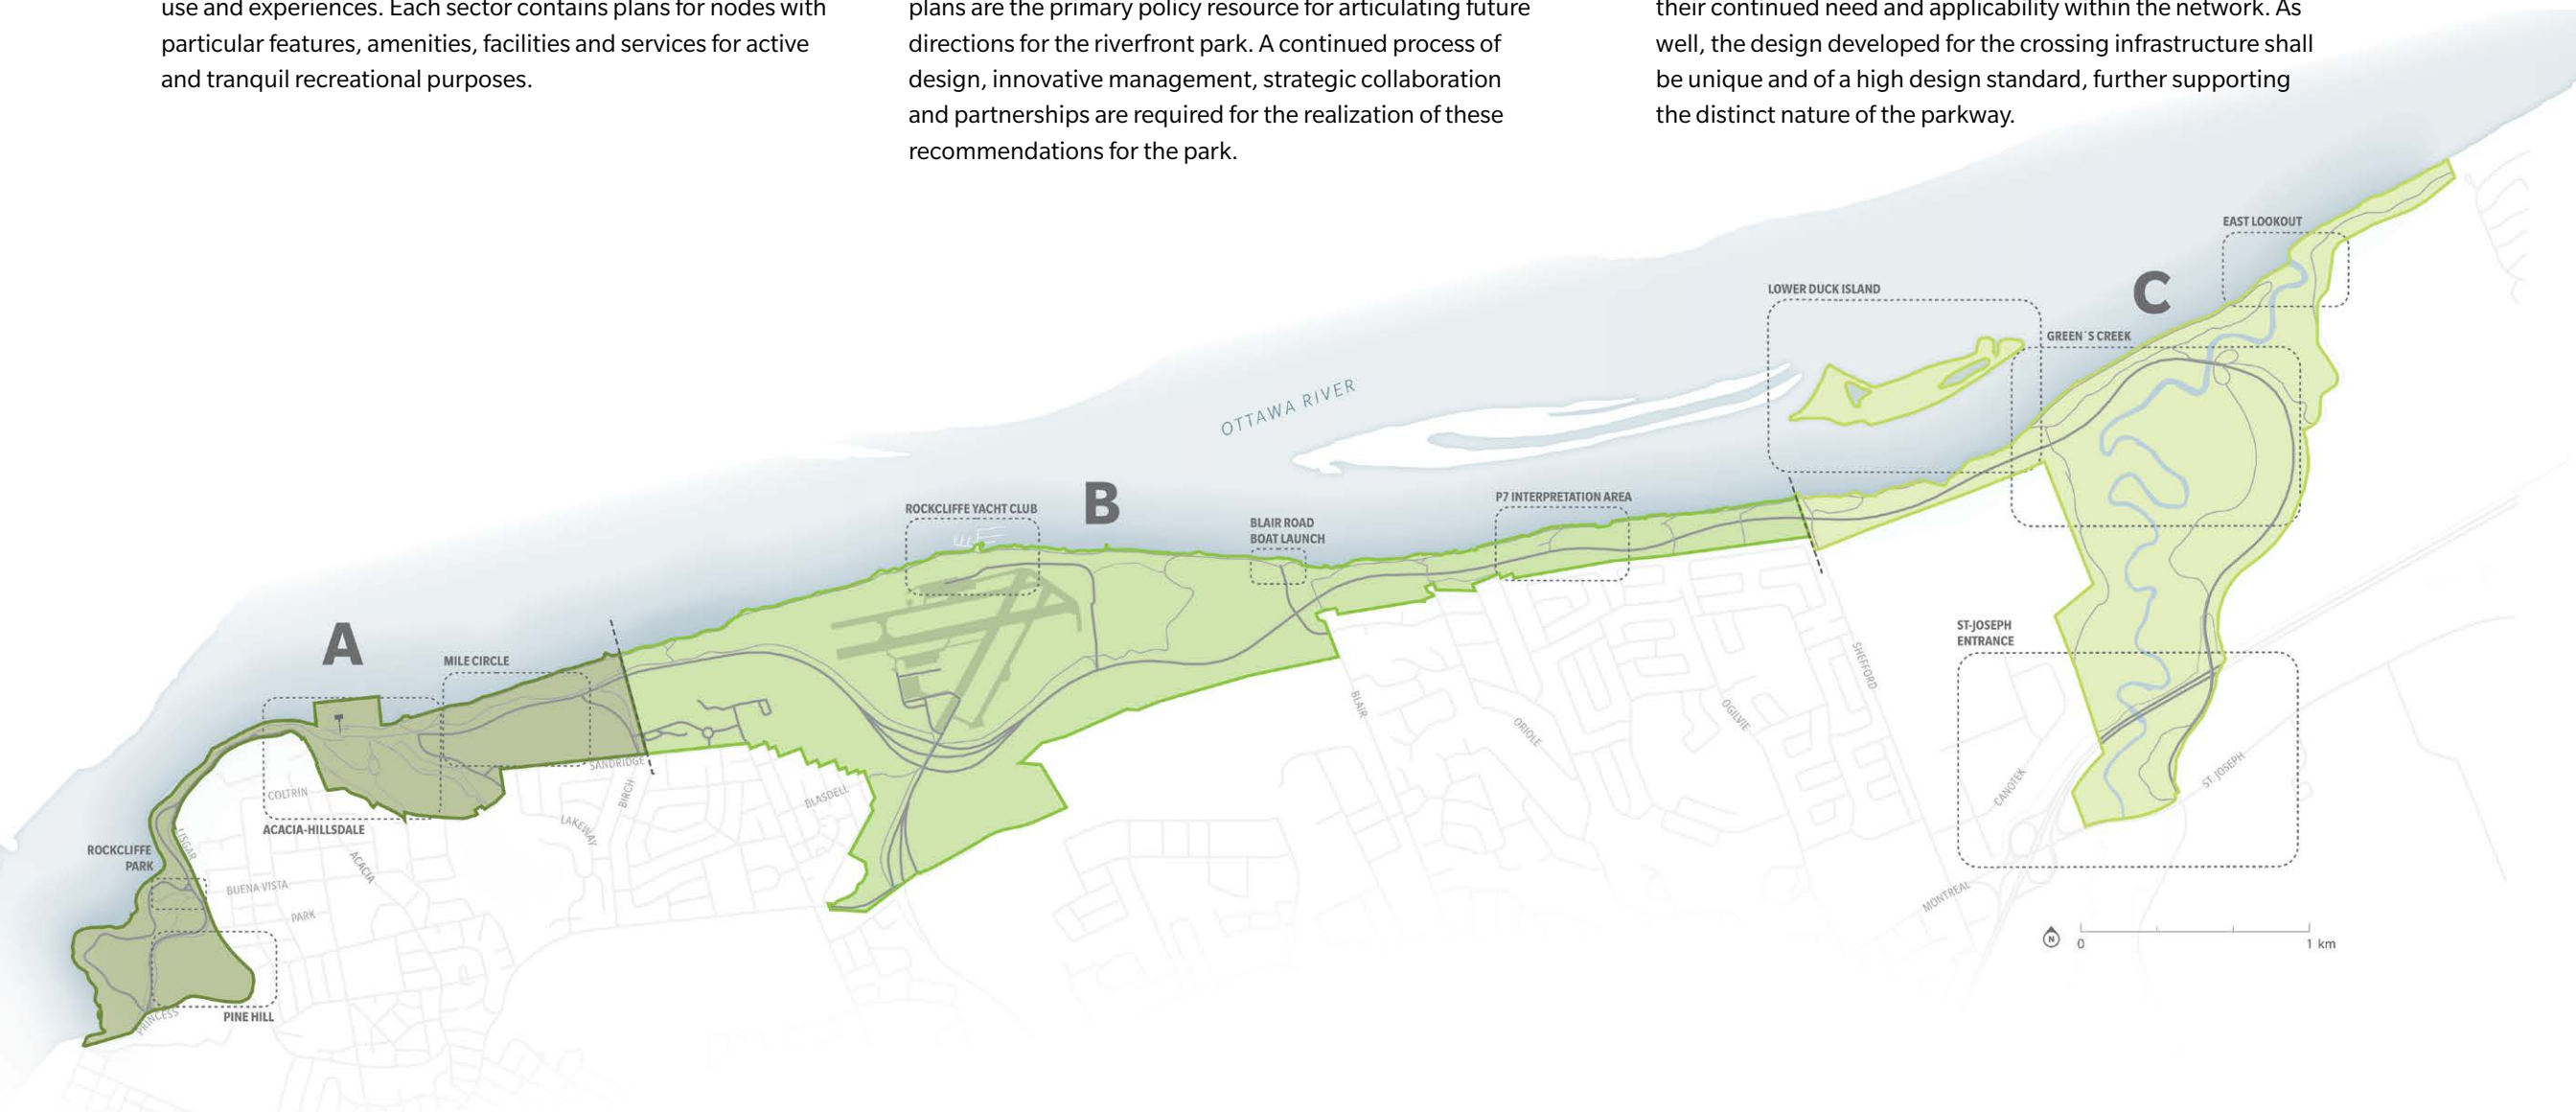 use and experiences. Each sector contains plans for nodes with
particular features, amenities, facilities and services for active
and tranquil recreational purposes.
plans are the primary policy resource for articulating future
directions for the riverfront park. A continued process of
design, innovative management, strategic collaboration
and partnerships are required for the realization of these
recommendations for the park.
their continued need and applicability within the network. As
well, the design developed for the crossing infrastructure shall
be unique and of a high design standard, further supporting
the distinct nature of the parkway.
EAST LOOKOUT
C
LOWER DUCK ISLAND
GREEN´S CREEK
OTTAWA RIVER
B
ROCKCLIFFE YACHT CLUB
P7 INTERPRETATION AREA
BLAIR ROAD
BOAT LAUNCH
A
MILE CIRCLE
ST-JOSEPH
ENTRANCE
SHEFFORD
BLAIR
ORIOLE
OGILVIE
SANDRIDGE
BIRCH
BLASDELL
LAKEWAY
COLTRIN
ACACIA-HILLSDALE
LISGAR
ROCKCLIFFE
PARK
ACACIA
BUENA VISTA
PARK
PRINCESS
PINE HILL
CANOTEK
ST. JOSEPH
MONTREAL
N
0
1 km